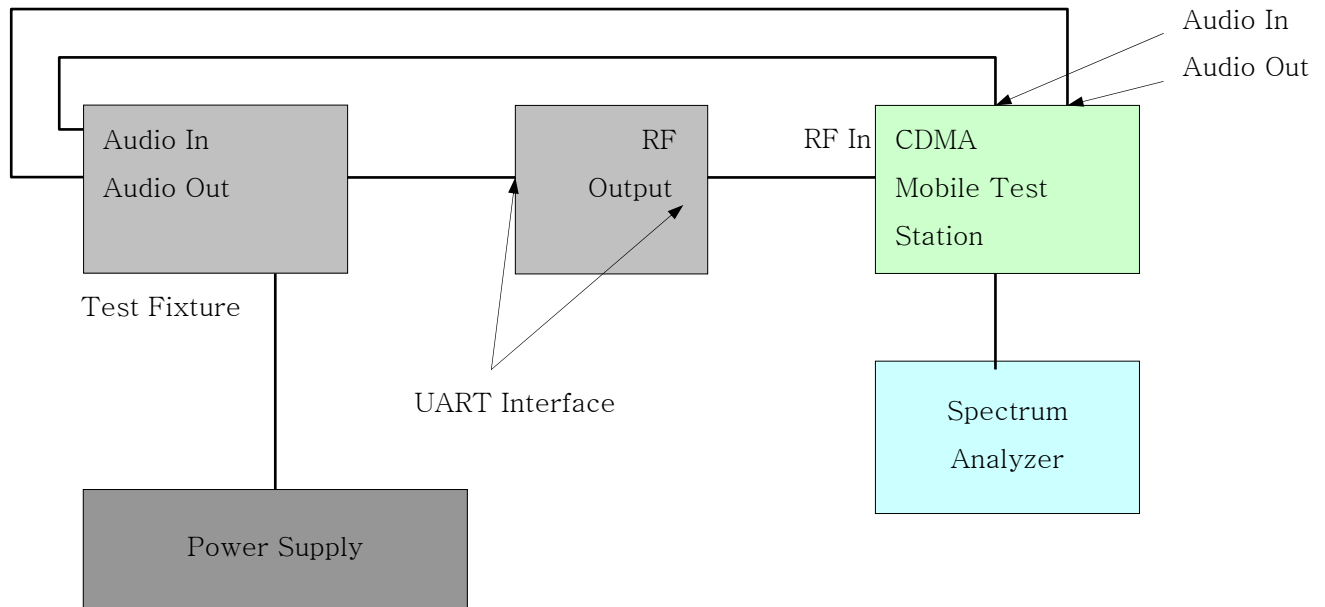 Audio In
Audio Out
Audio In
Audio Out
RF
Output
RF In
CDMA
Mobile Test
Station
Test Fixture
UART Interface
Spectrum
Analyzer
Power Supply